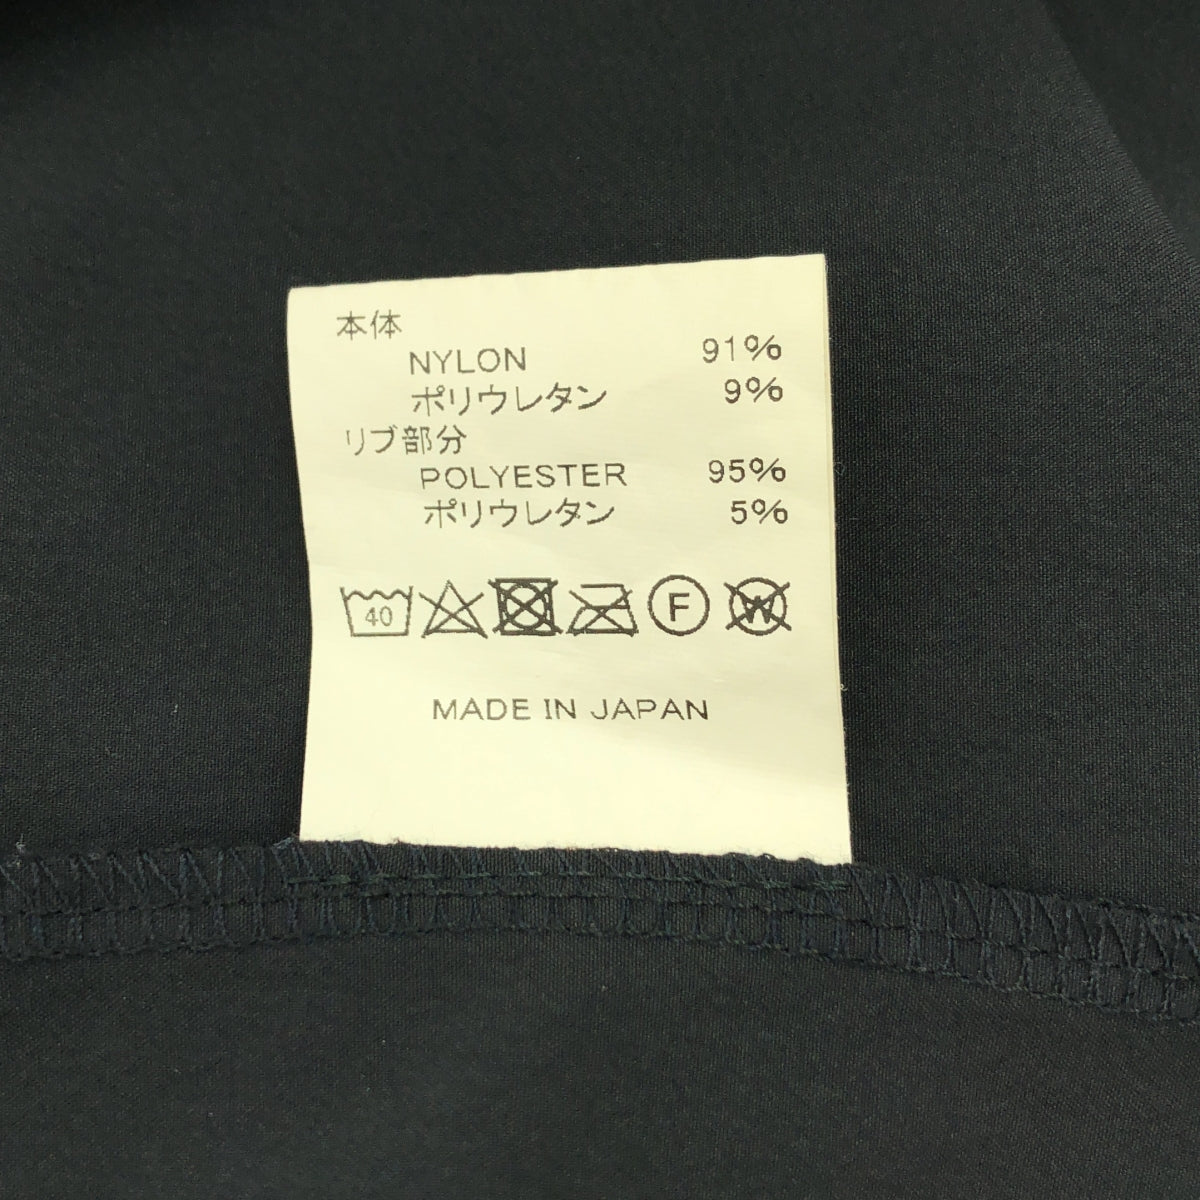 本体
NYLON 91%
ポリウレタン 9%
リブ部分
POLYESTER 95%
ポリウレタン 5%
40 F W
MADE IN JAPAN